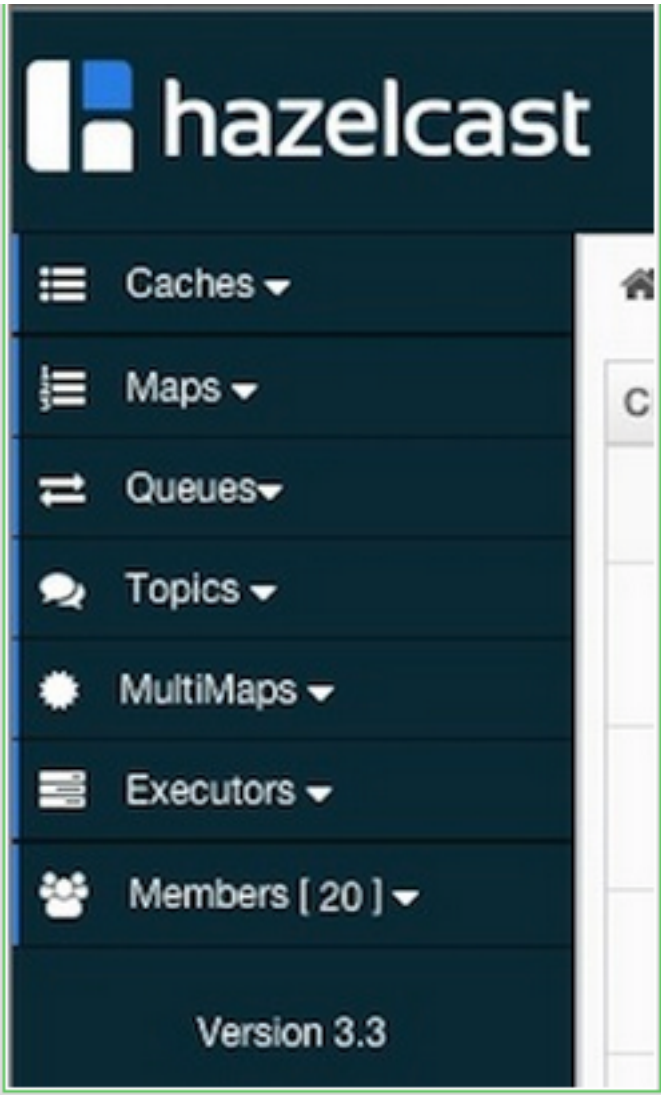 hazelcast
Caches
Maps
C
Queues
Topics
MultiMaps
Executors
Members [ 20 ]
Version 3.3